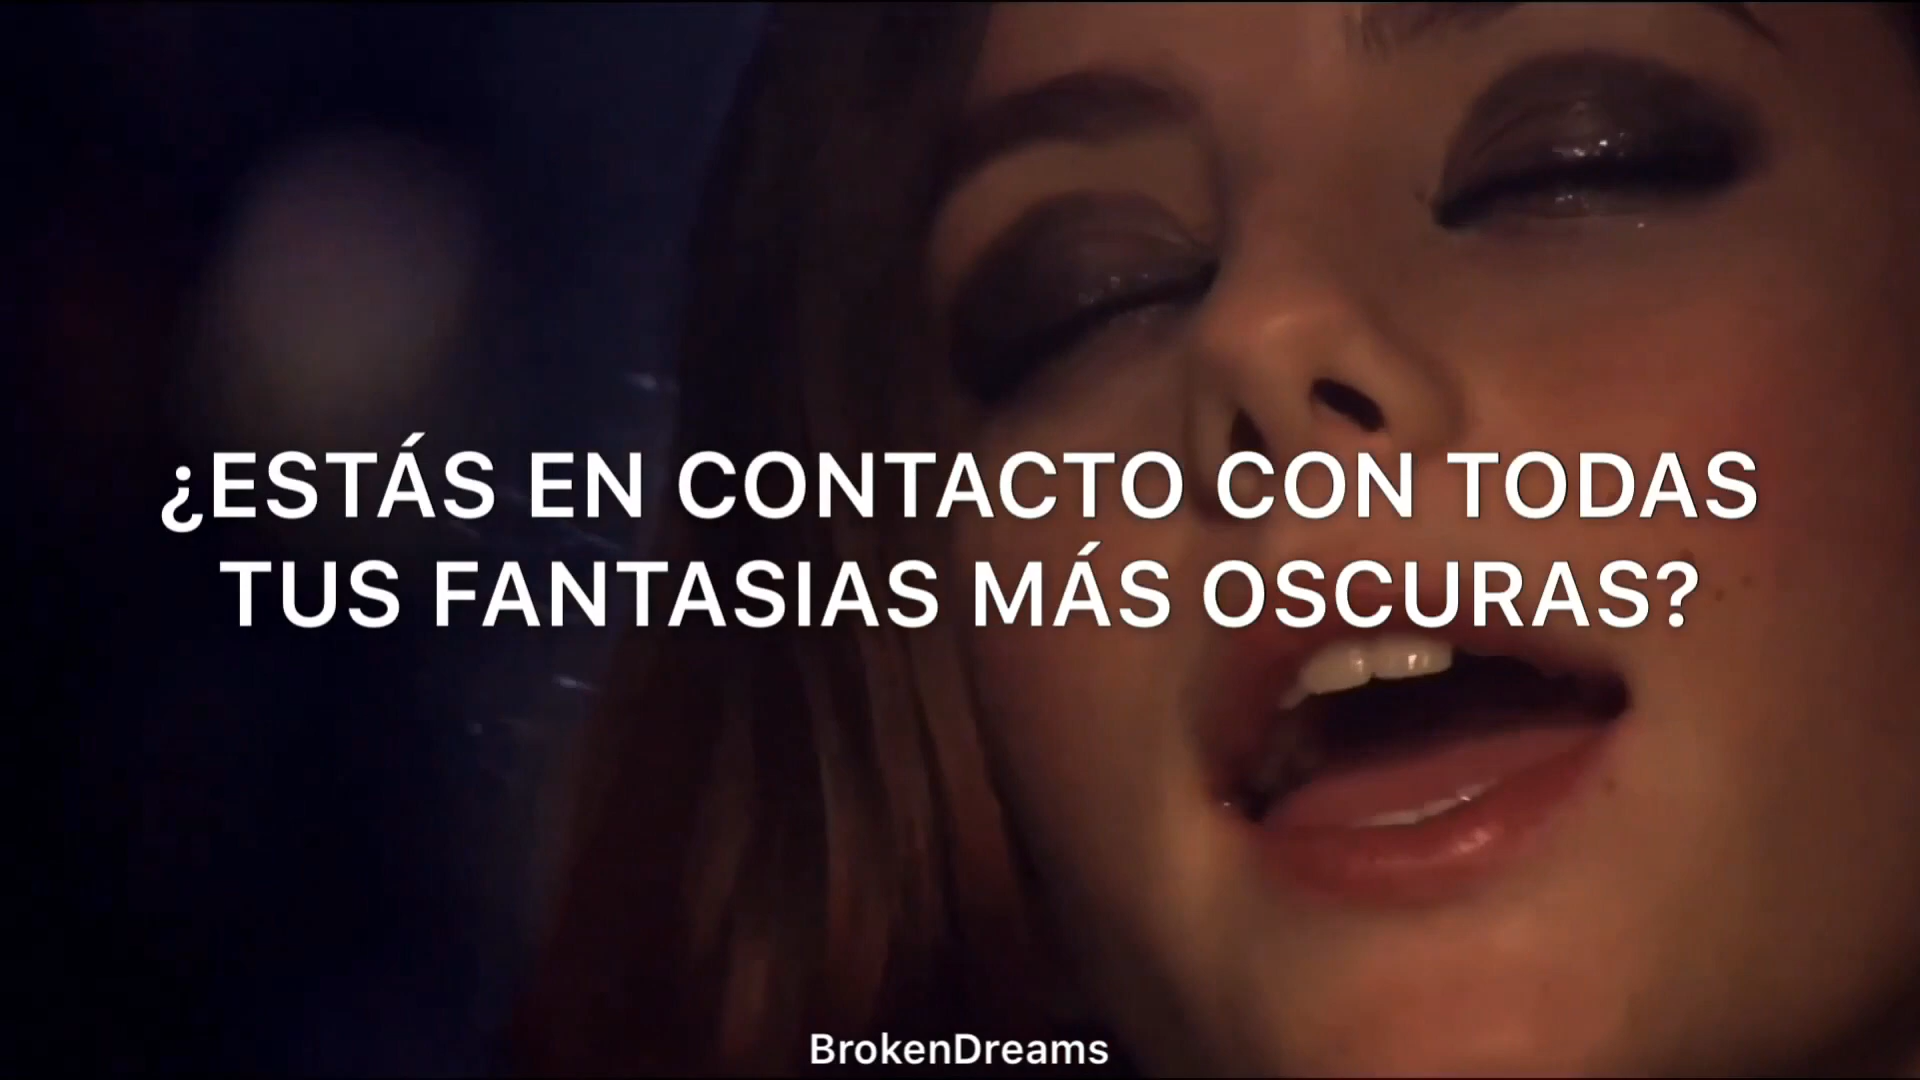 ¿ESTÁS EN CONTACTO CON TODAS
TUS FANTASIAS MÁS OSCURAS?
BrokenDreams